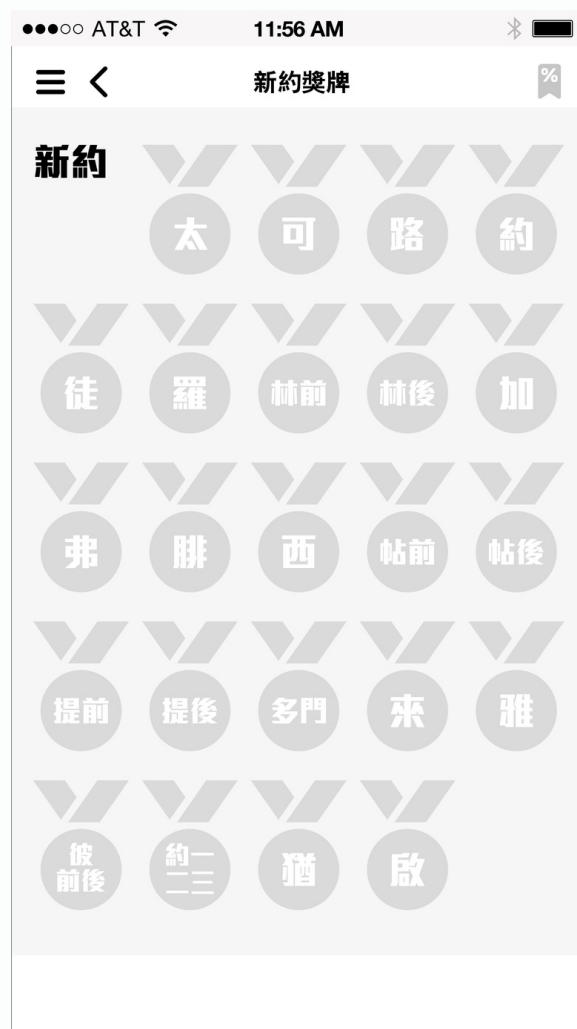 AT&T 11:56 AM
新約獎牌
%
新約
太 可 路 約
徒 羅 林前 林後 加
弗 腓 西 帖前 帖後
提前 提後 多門 來 雅
彼 約一 猶 啟
前後 二三